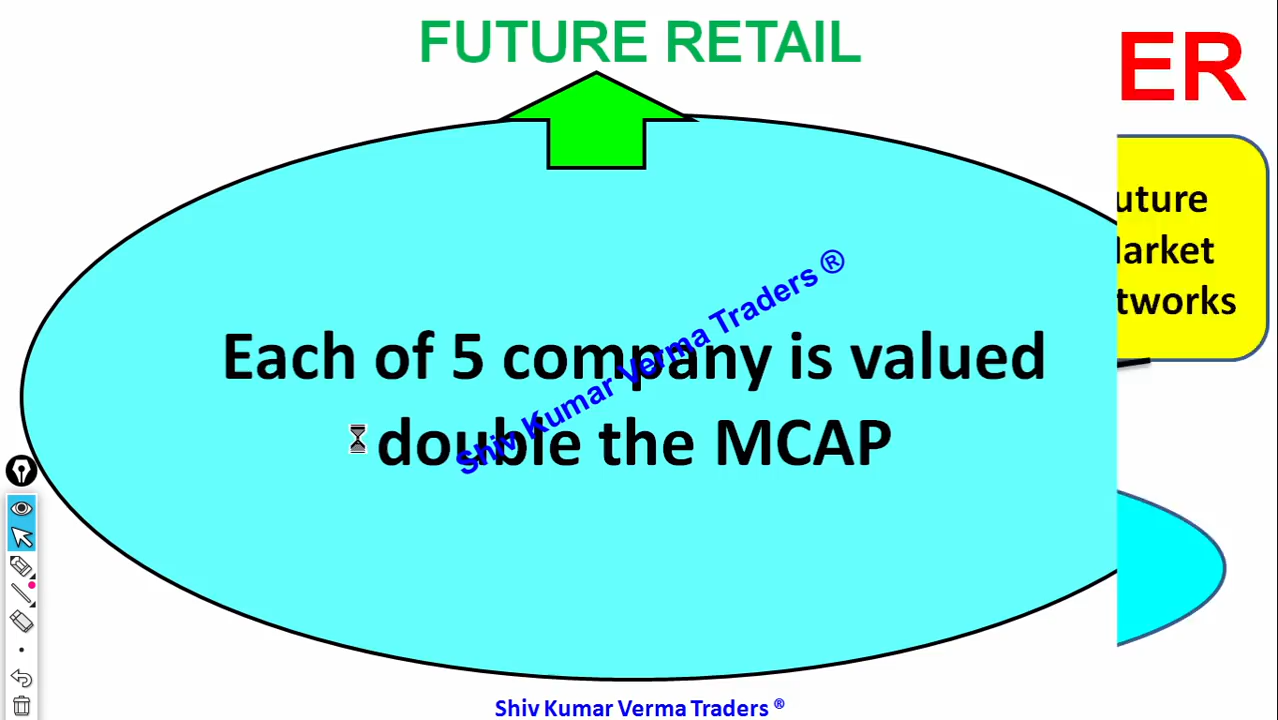 FUTURE RETAIL
ER
uture
arket
tworks
Each of 5 company is valued
double the MCAP
Shiv Kumar Verma Traders ®
Shiv Kumar Verma Traders ®